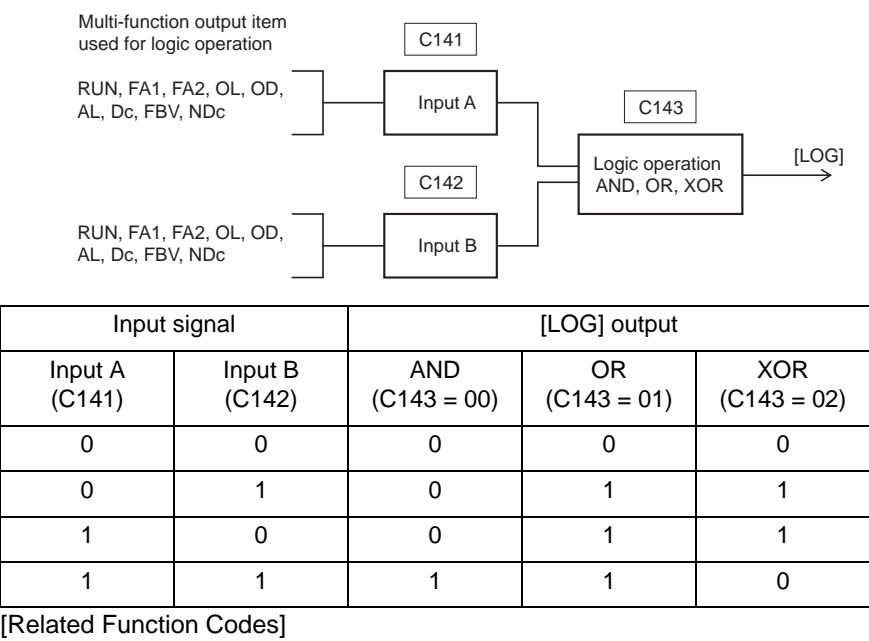 Multi-function output item
used for logic operation
C141
RUN, FA1, FA2, OL, OD,
AL, Dc, FBV, NDc
Input A
C143
Logic operation
AND, OR, XOR
[LOG]
C142
RUN, FA1, FA2, OL, OD,
AL, Dc, FBV, NDc
Input B
Input signal [LOG] output
Input A Input B AND OR XOR
(C141) (C142) (C143 = 00) (C143 = 01) (C143 = 02)
0 0 0 0 0
0 1 0 1 1
1 0 0 1 1
1 1 1 1 0
[Related Function Codes]